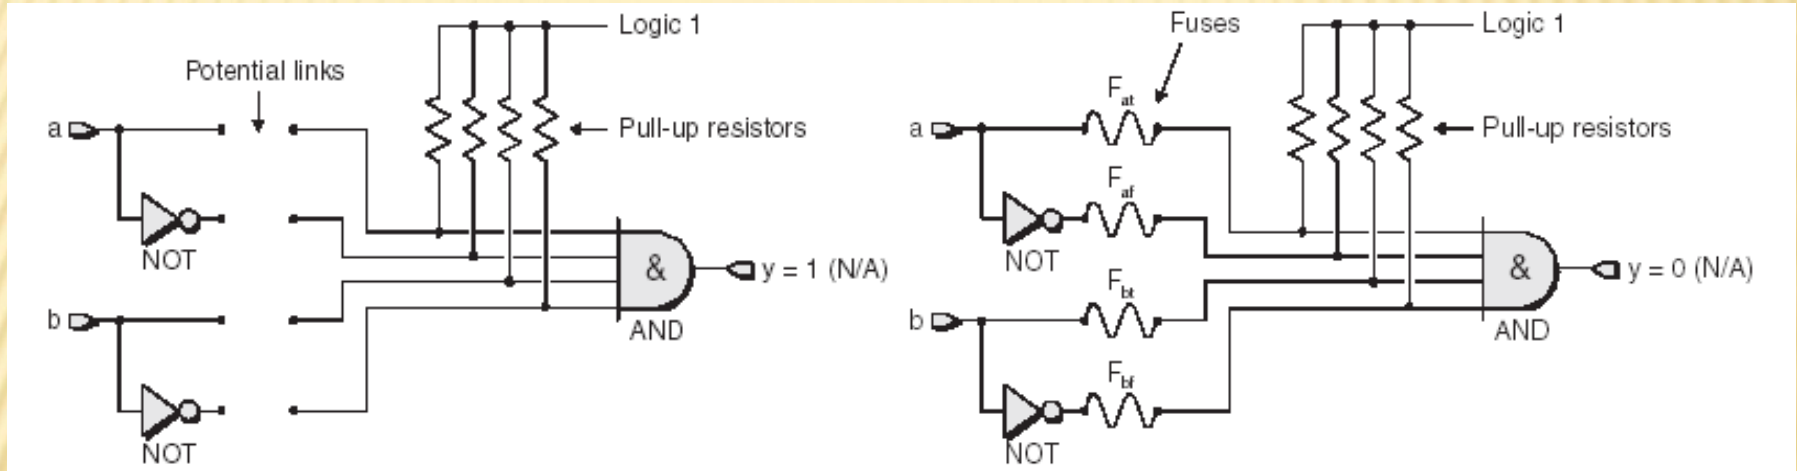 Logic 1
Potential links
a
Pull-up resistors
NOT
&
y = 1 (N/A)
b
AND
NOT
Fuses
Logic 1
Fat
a
Pull-up resistors
Faf
NOT
&
y = 0 (N/A)
Fbt
b
AND
Fbf
NOT